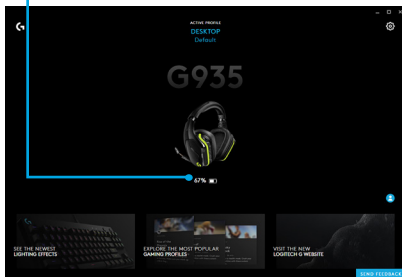 ACTIVE PROFILE
DESKTOP
Default
G935
67%
SEE THE NEWEST
LIGHTING EFFECTS
EXPLORE THE MOST POPULAR
GAMING PROFILES
VISIT THE NEW
LOGITECH G WEBSITE
SEND FEEDBACK